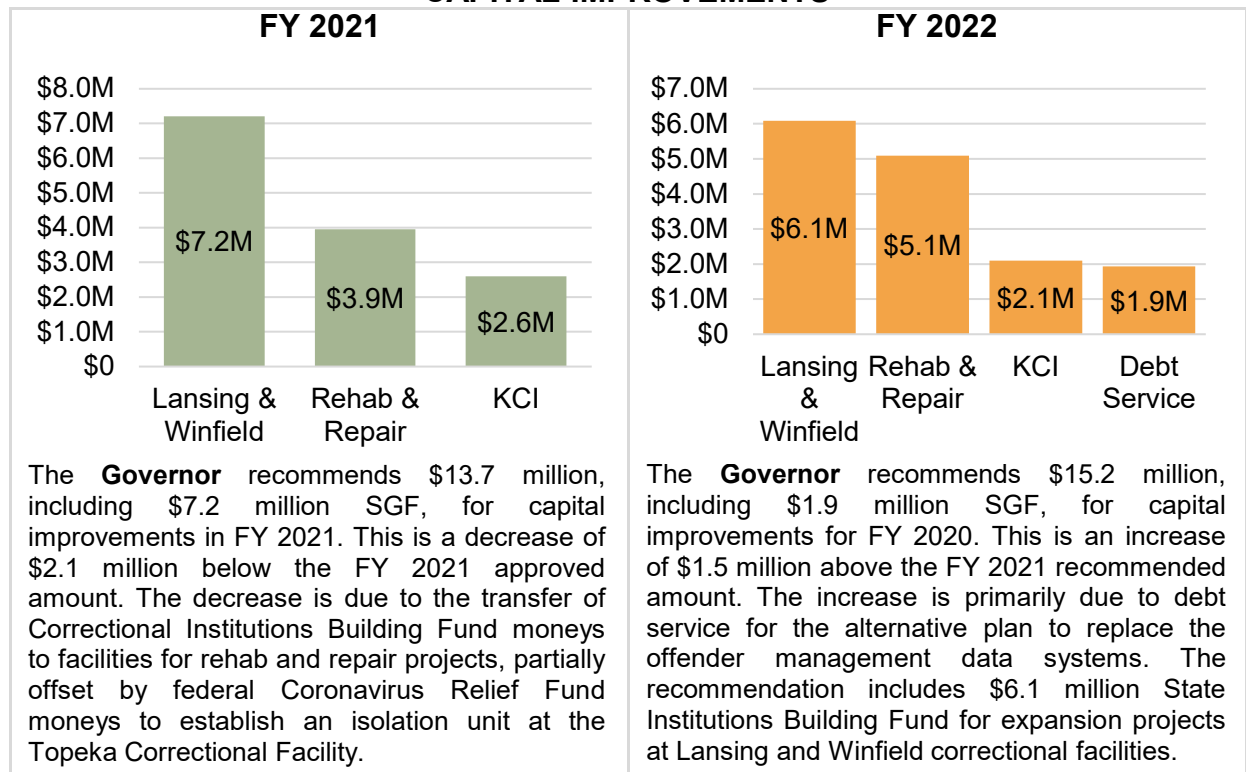 CAPITAL IMPROVEMENTS
FY 2021
$8.0M
$7.0M
$6.0M
$5.0M
$4.0M
$3.0M
$2.0M
$1.0M
$0
$7.2M
$3.9M
$2.6M
Lansing &
Winfield
Rehab &
Repair
KCI
The Governor recommends $13.7 million,
including $7.2 million SGF, for capital
improvements in FY 2021. This is a decrease of
$2.1 million below the FY 2021 approved
amount. The decrease is due to the transfer of
Correctional Institutions Building Fund moneys
to facilities for rehab and repair projects, partially
offset by federal Coronavirus Relief Fund
moneys to establish an isolation unit at the
Topeka Correctional Facility.
FY 2022
$7.0M
$6.0M
$5.0M
$4.0M
$3.0M
$2.0M
$1.0M
$0
$6.1M
$5.1M
$2.1M
$1.9M
Lansing
&
Winfield
Rehab &
Repair
KCI
Debt
Service
The Governor recommends $15.2 million,
including $1.9 million SGF, for capital
improvements for FY 2020. This is an increase
of $1.5 million above the FY 2021 recommended
amount. The increase is primarily due to debt
service for the alternative plan to replace the
offender management data systems. The
recommendation includes $6.1 million State
Institutions Building Fund for expansion projects
at Lansing and Winfield correctional facilities.